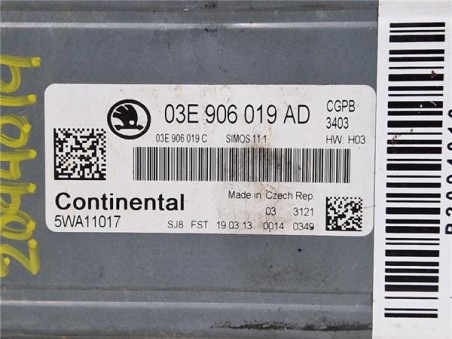 03E 906 019 AD
CGPB
3403
03E 906 019 C SIMOS 11.1 HW: H03
Continental
5WA11017
Made in Czech Rep
03 3121
SJ8 FST 19.03.13 0014 0349
2044014